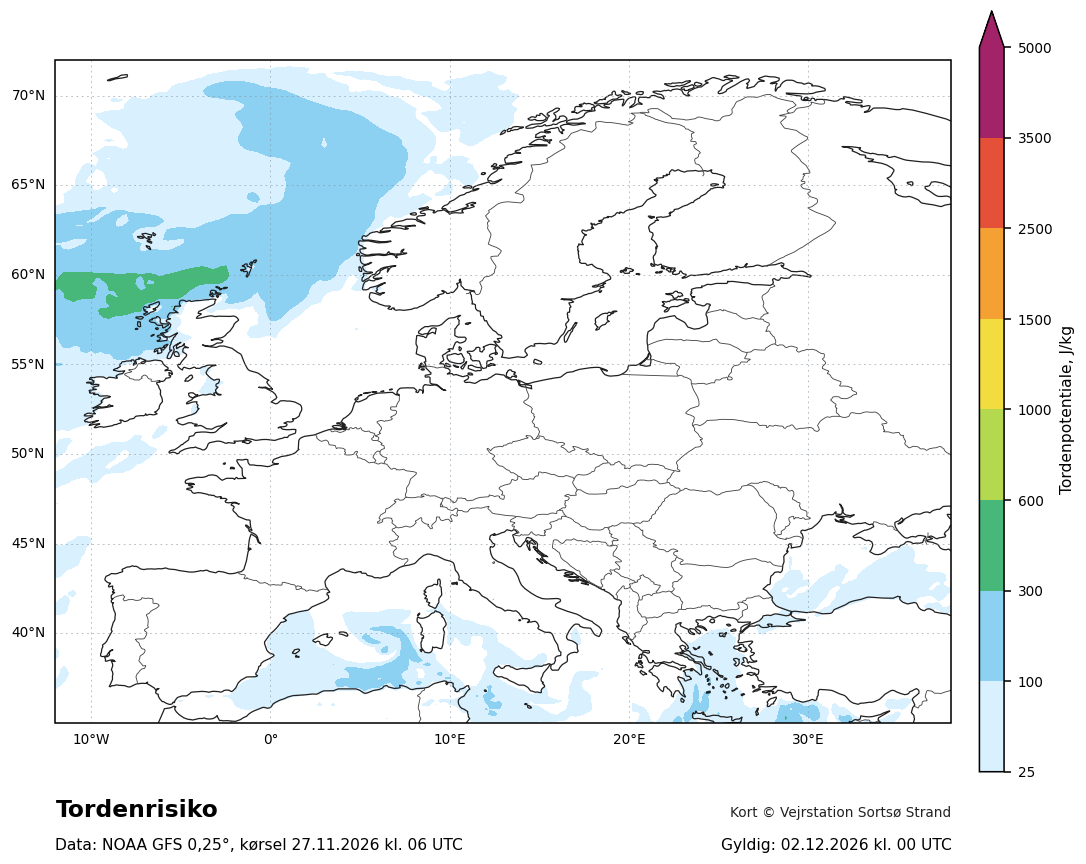 5000
3500
2500
1500
1000
600
300
100
25
Tordenpotentiale, J/kg
70°N
65°N
60°N
55°N
50°N
45°N
40°N
10°W
0°
10°E
20°E
30°E
Tordenrisiko
Kort © Vejrstation Sortsø Strand
Data: NOAA GFS 0,25°, kørsel 27.11.2026 kl. 06 UTC
Gyldig: 02.12.2026 kl. 00 UTC